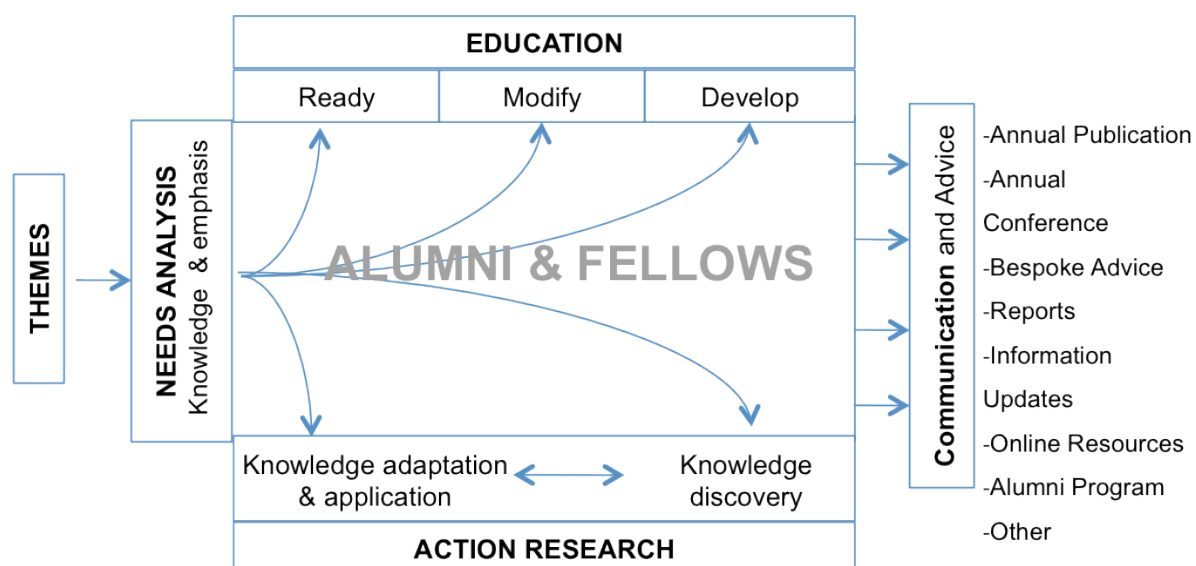 EDUCATION
Ready
Modify
Develop
THEMES
NEEDS ANALYSIS
Knowledge & emphasis
ALUMNI & FELLOWS
Knowledge adaptation
& application
Knowledge
discovery
ACTION RESEARCH
Communication and Advice
-Annual Publication
-Annual
Conference
-Bespoke Advice
-Reports
-Information
Updates
-Online Resources
-Alumni Program
-Other